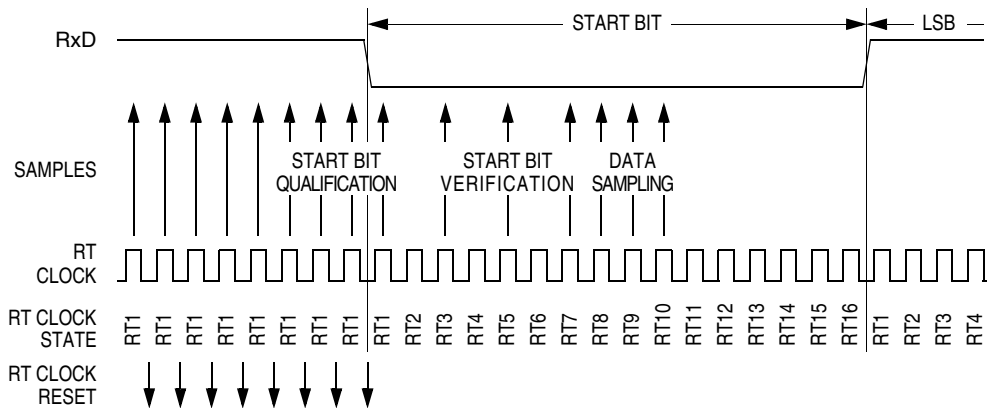 START BIT
LSB
RxD
SAMPLES
START BIT
QUALIFICATION
START BIT
VERIFICATION
DATA
SAMPLING
RT
CLOCK
RT CLOCK
STATE
RT1 RT1 RT1 RT1 RT1 RT1 RT1 RT1 RT1 RT2 RT3 RT4 RT5 RT6 RT7 RT8 RT9 RT10 RT11 RT12 RT13 RT14 RT15 RT16 RT1 RT2 RT3 RT4
RT CLOCK
RESET